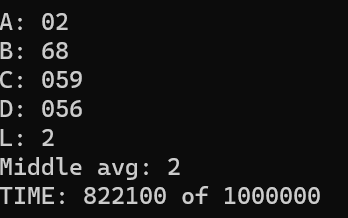 A: 02
B: 68
C: 059
D: 056
L: 2
Middle avg: 2
TIME: 822100 of 1000000